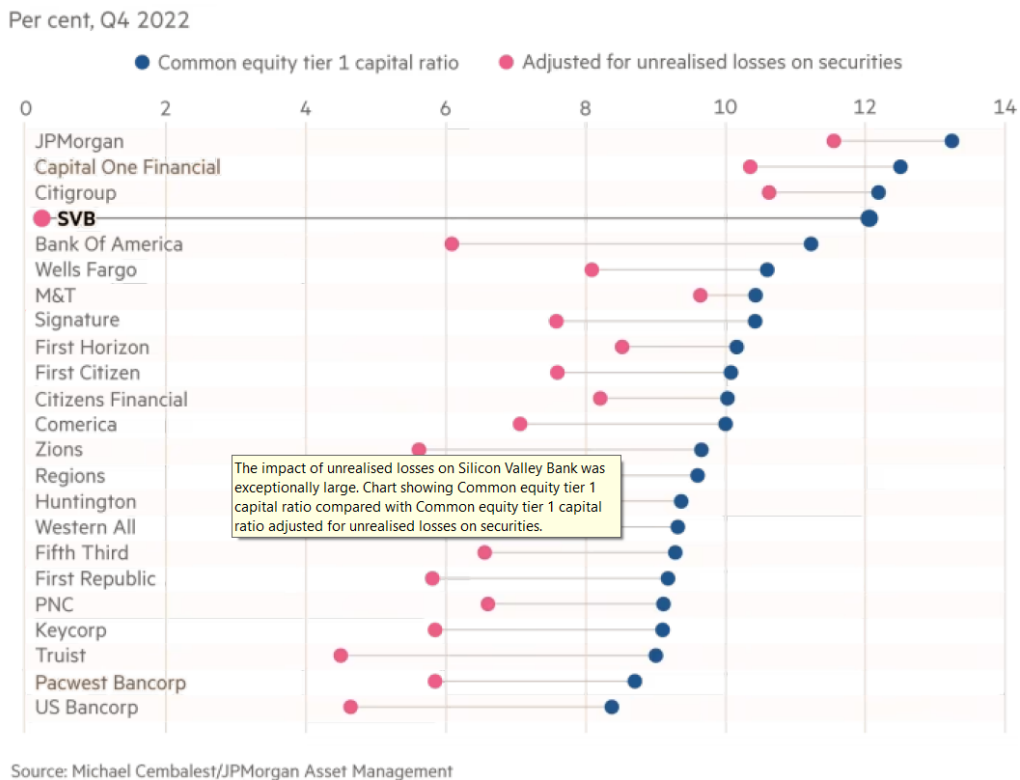 Per cent, Q4 2022
Common equity tier 1 capital ratio Adjusted for unrealised losses on securities
0 2 4 6 8 10 12 14
JPMorgan
Capital One Financial
Citigroup
SVB
Bank Of America
Wells Fargo
M&T
Signature
First Horizon
First Citizen
Citizens Financial
Comerica
Zions
Regions
Huntington
Western All
Fifth Third
First Republic
PNC
Keycorp
Truist
Pacwest Bancorp
US Bancorp
The impact of unrealised losses on Silicon Valley Bank was
exceptionally large. Chart showing Common equity tier 1
capital ratio compared with Common equity tier 1 capital
ratio adjusted for unrealised losses on securities.
Source: Michael Cembalest/JPMorgan Asset Management